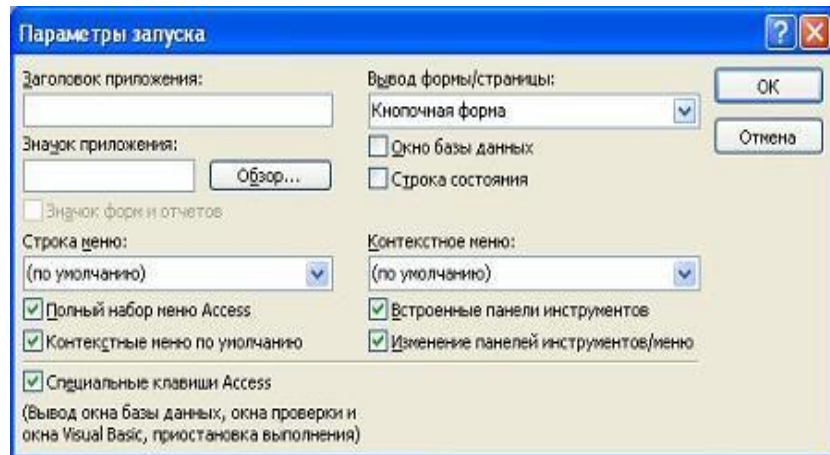 Параметры запуска
Заголовок приложения:
Вывод формы/страницы:
OK
Кнопочная форма
Значок приложения:
Окно базы данных
Отмена
Обзор...
Строка состояния
Значок форм и отчетов
Строка меню:
Контекстное меню:
(по умолчанию)
(по умолчанию)
Полный набор меню Access
Встроенные панели инструментов
Контекстные меню по умолчанию
Изменение панелей инструментов/меню
Специальные клавиши Access
(Вывод окна базы данных, окна проверки и
окна Visual Basic, приостановка выполнения)